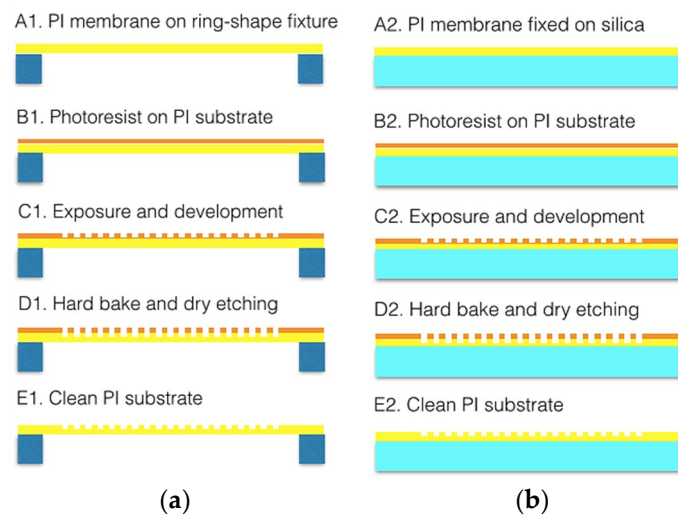 A1. PI membrane on ring-shape fixture
B1. Photoresist on PI substrate
C1. Exposure and development
D1. Hard bake and dry etching
E1. Clean PI substrate
(a)
A2. PI membrane fixed on silica
B2. Photoresist on PI substrate
C2. Exposure and development
D2. Hard bake and dry etching
E2. Clean PI substrate
(b)